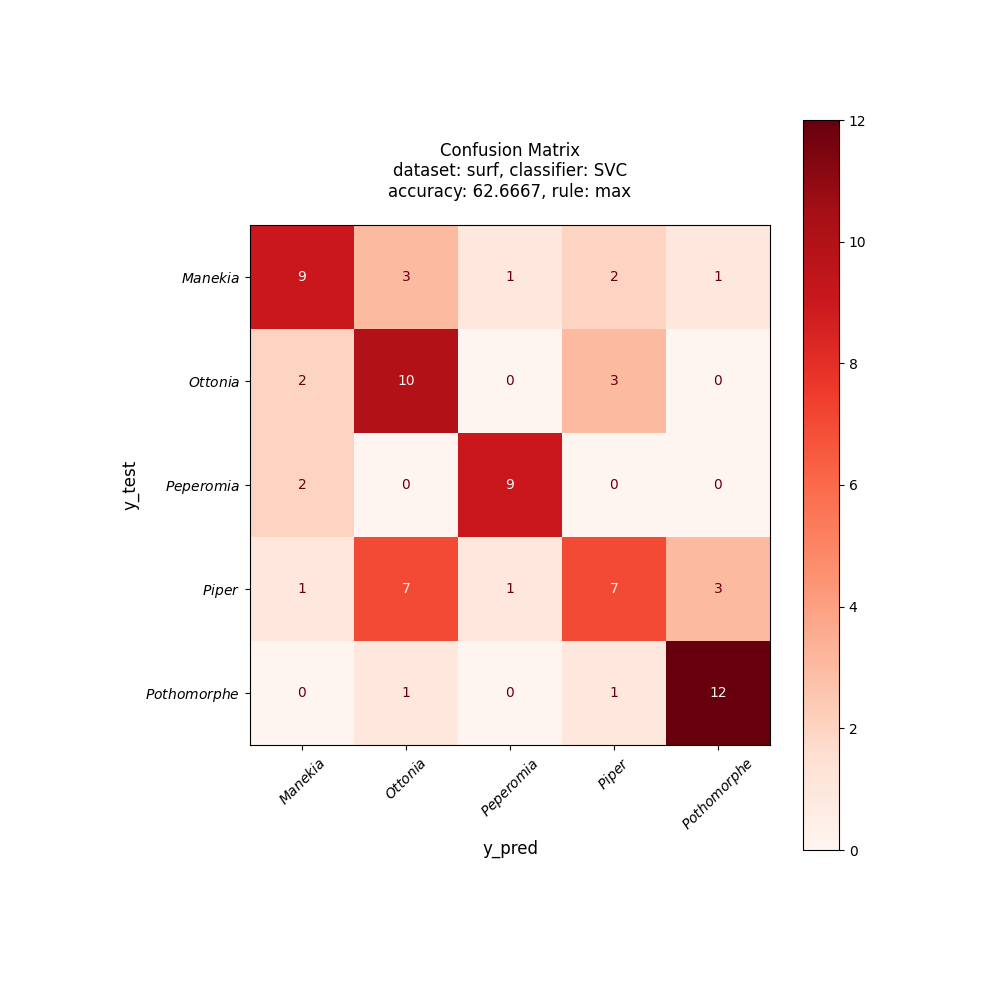 Confusion Matrix
dataset: surf, classifier: SVC
accuracy: 62.6667, rule: max
12
10
8
6
4
2
0
y_test
Manekia 9 3 1 2 1
Ottonia 2 10 0 3 0
Peperomia 2 0 9 0 0
Piper 1 7 1 7 3
Pothomorphe 0 1 0 1 12
Manekia Ottonia Peperomia Piper Pothomorphe
y_pred